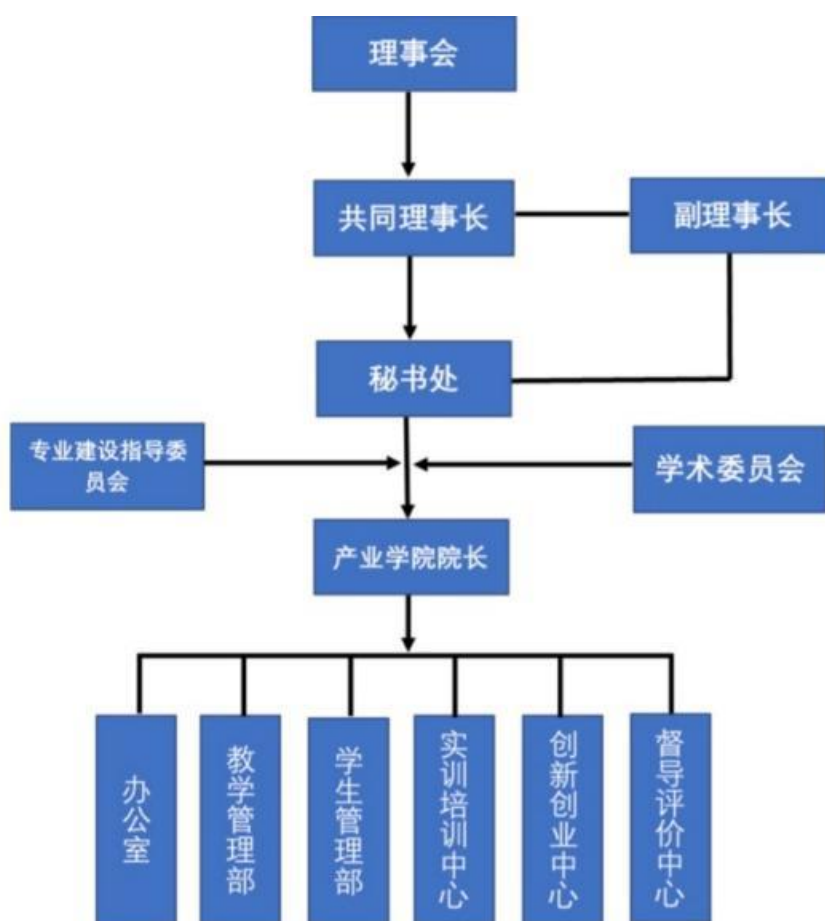 理事会
共同理事长
副理事长
秘书处
专业建设指导委
员会
学术委员会
产业学院院长
办公室
教学管理部
学生管理部
实训培训中心
创新创业中心
督导评价中心